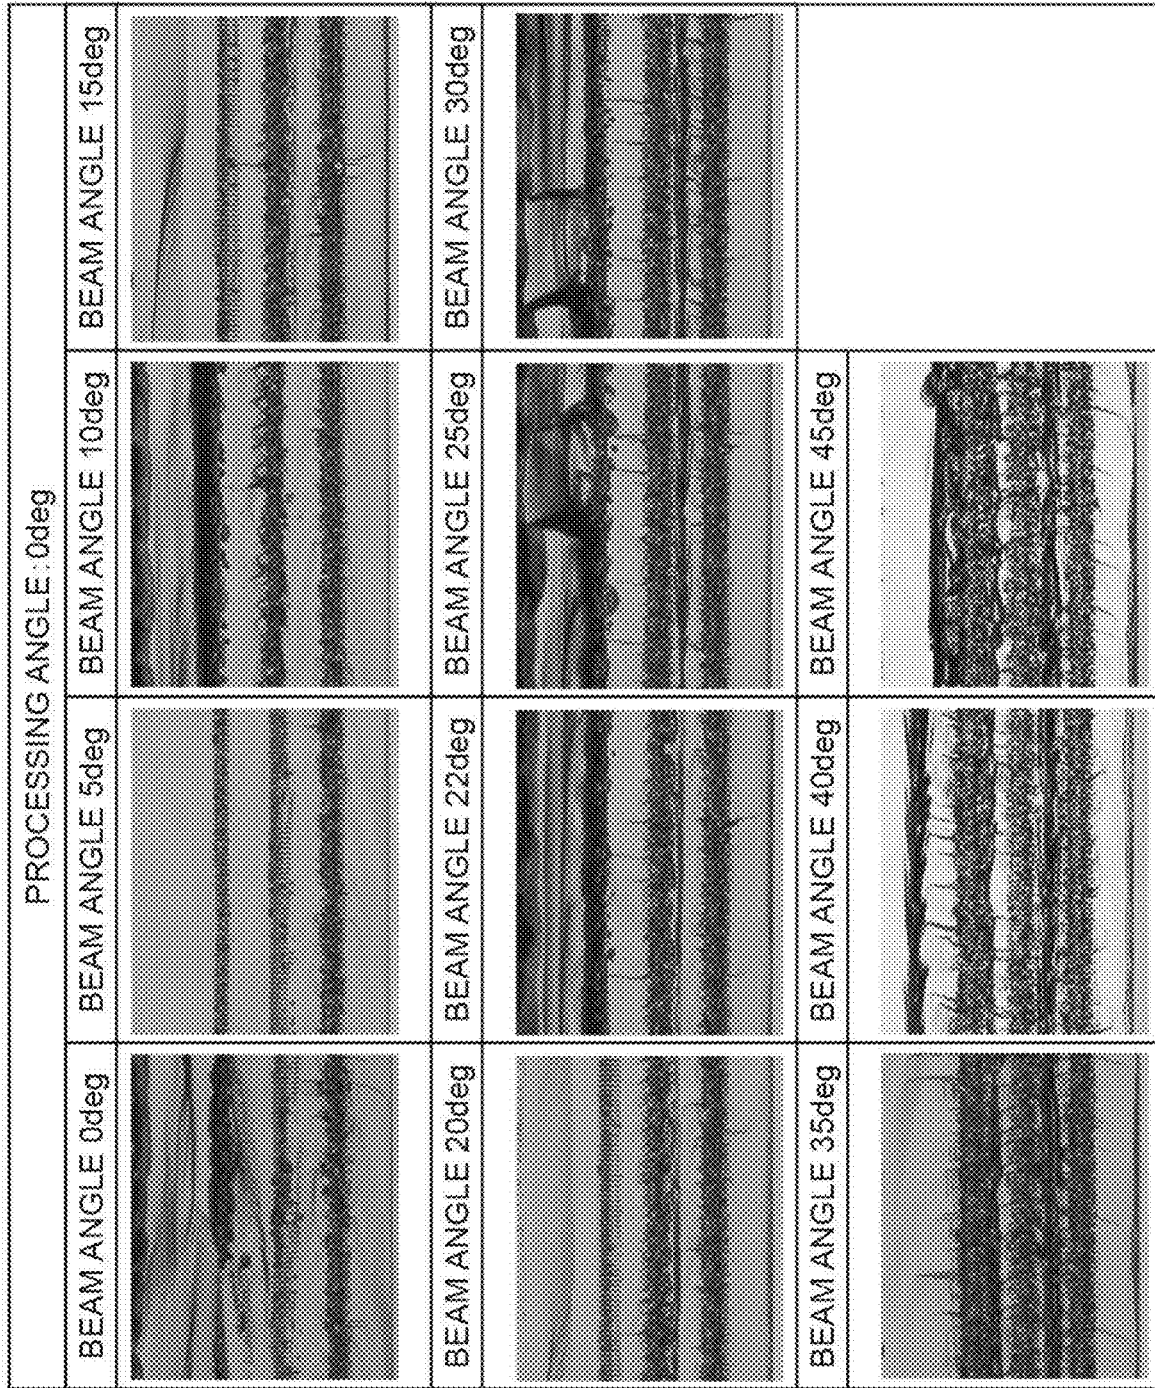 PROCESSING ANGLE:0deg
BEAM ANGLE 0deg
BEAM ANGLE 5deg
BEAM ANGLE 10deg
BEAM ANGLE 15deg
BEAM ANGLE 20deg
BEAM ANGLE 22deg
BEAM ANGLE 25deg
BEAM ANGLE 30deg
BEAM ANGLE 35deg
BEAM ANGLE 40deg
BEAM ANGLE 45deg